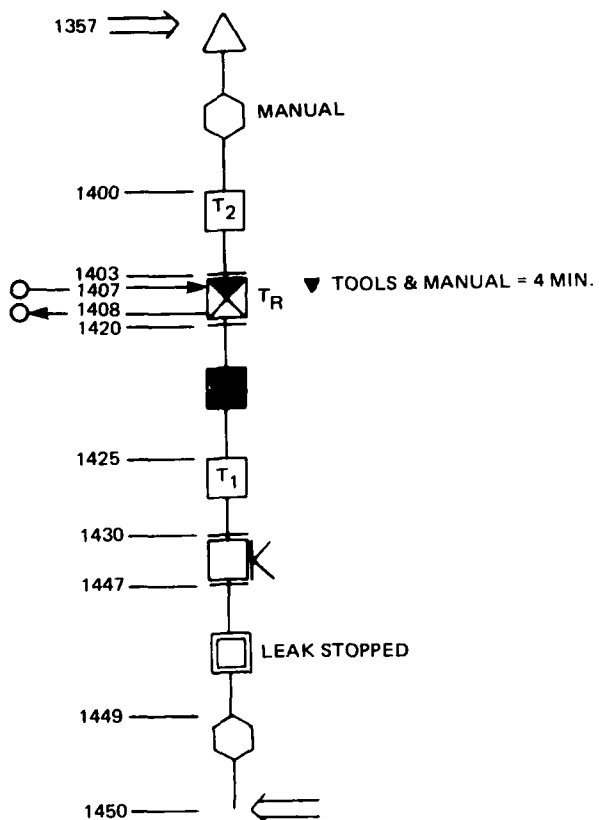 1357
MANUAL
1400
T2
1403
1407
TR
▼ TOOLS & MANUAL = 4 MIN.
1408
1420
1425
T1
1430
1447
LEAK STOPPED
1449
1450